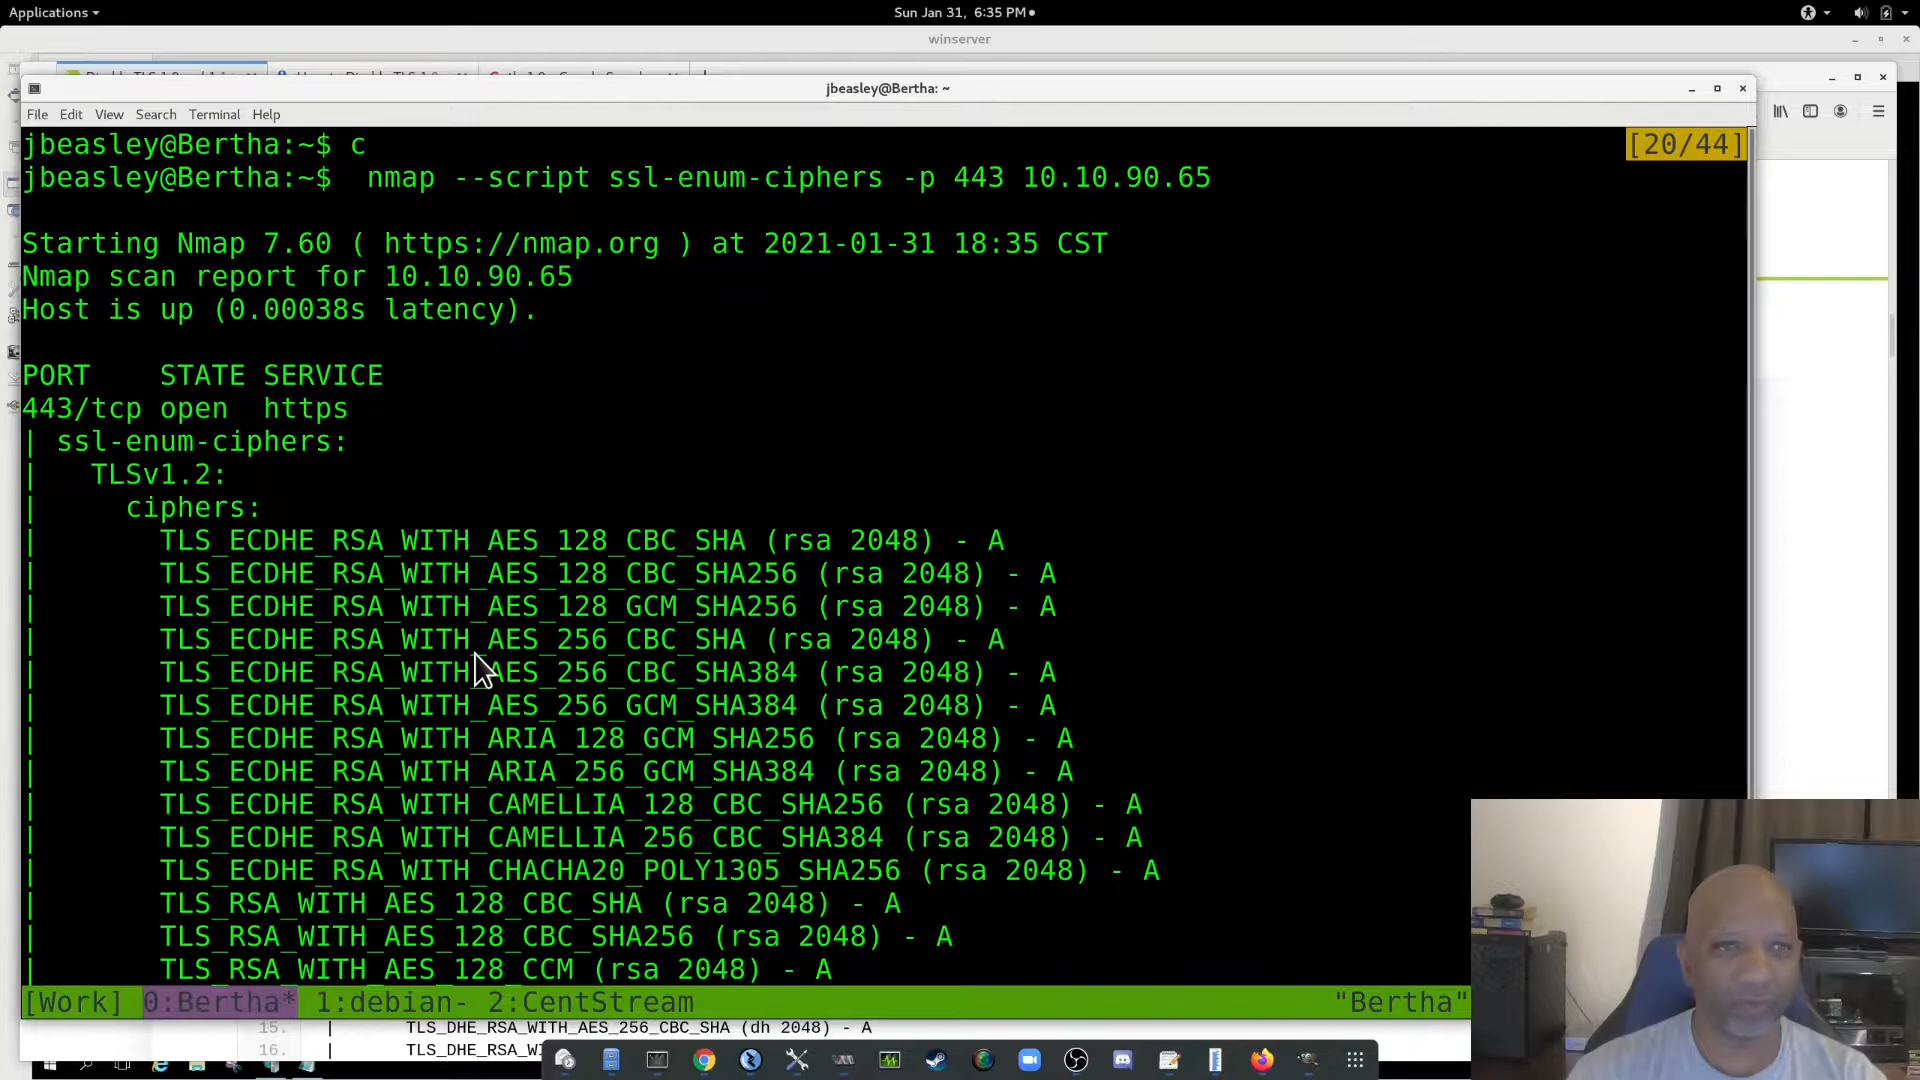 Applications
Sun Jan 31, 6:35 PM
winserver
jbeasley@Bertha: ~
File Edit View Search Terminal Help
jbeasley@Bertha:~$ c
[20/44]
jbeasley@Bertha:~$  nmap --script ssl-enum-ciphers -p 443 10.10.90.65
Starting Nmap 7.60 ( https://nmap.org ) at 2021-01-31 18:35 CST
Nmap scan report for 10.10.90.65
Host is up (0.00038s latency).
PORT    STATE SERVICE
443/tcp open  https
| ssl-enum-ciphers:
|   TLSv1.2:
|     ciphers:
|       TLS_ECDHE_RSA_WITH_AES_128_CBC_SHA (rsa 2048) - A
|       TLS_ECDHE_RSA_WITH_AES_128_CBC_SHA256 (rsa 2048) - A
|       TLS_ECDHE_RSA_WITH_AES_128_GCM_SHA256 (rsa 2048) - A
|       TLS_ECDHE_RSA_WITH_AES_256_CBC_SHA (rsa 2048) - A
|       TLS_ECDHE_RSA_WITH_AES_256_CBC_SHA384 (rsa 2048) - A
|       TLS_ECDHE_RSA_WITH_AES_256_GCM_SHA384 (rsa 2048) - A
|       TLS_ECDHE_RSA_WITH_ARIA_128_GCM_SHA256 (rsa 2048) - A
|       TLS_ECDHE_RSA_WITH_ARIA_256_GCM_SHA384 (rsa 2048) - A
|       TLS_ECDHE_RSA_WITH_CAMELLIA_128_CBC_SHA256 (rsa 2048) - A
|       TLS_ECDHE_RSA_WITH_CAMELLIA_256_CBC_SHA384 (rsa 2048) - A
|       TLS_ECDHE_RSA_WITH_CHACHA20_POLY1305_SHA256 (rsa 2048) - A
|       TLS_RSA_WITH_AES_128_CBC_SHA (rsa 2048) - A
|       TLS_RSA_WITH_AES_128_CBC_SHA256 (rsa 2048) - A
|       TLS_RSA_WITH_AES_128_CCM (rsa 2048) - A
[Work] 0:Bertha* 1:debian- 2:CentStream "Bertha"
15. | TLS_DHE_RSA_WITH_AES_256_CBC_SHA (dh 2048) - A
16. | TLS_DHE_RSA_WI